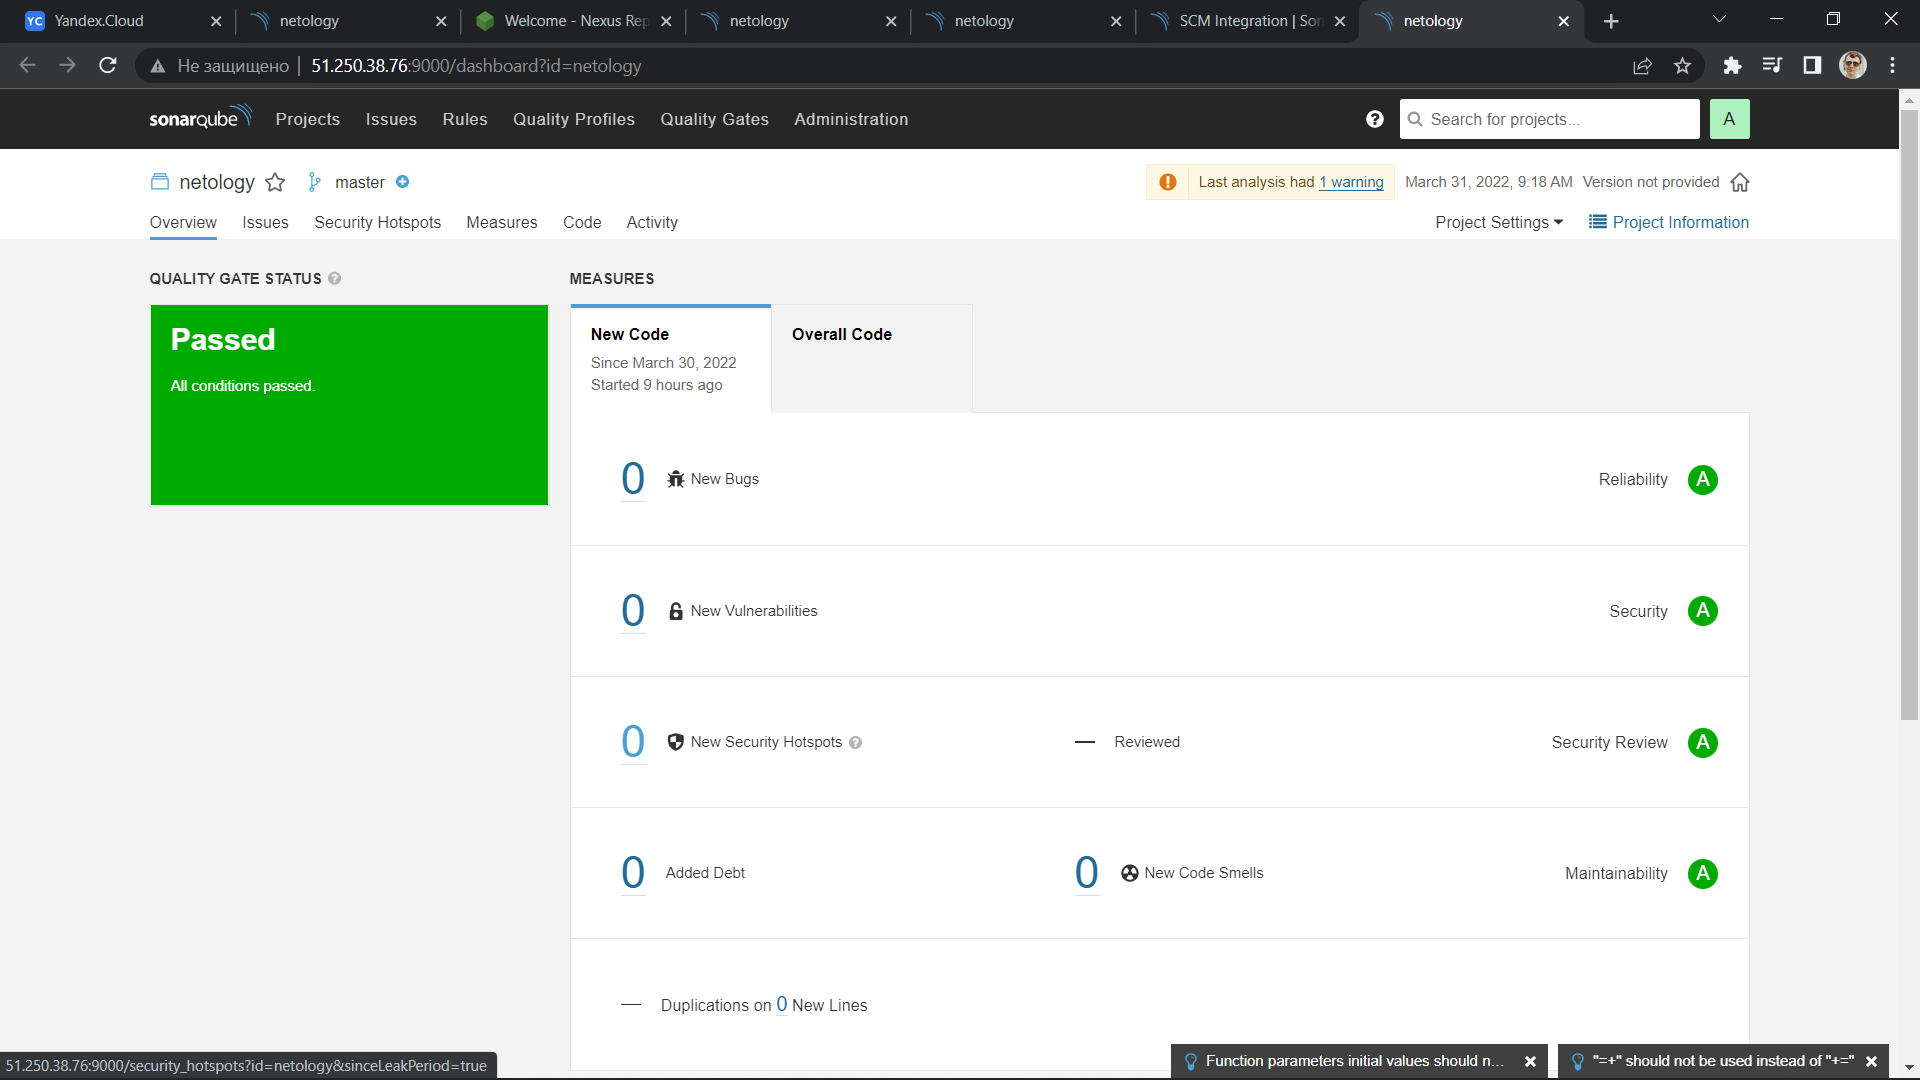 Yandex.Cloud
netology
Welcome - Nexus Rep
netology
netology
SCM Integration | Son
netology
Не защищено
51.250.38.76:9000/dashboard?id=netology
sonarqube
Projects
Issues
Rules
Quality Profiles
Quality Gates
Administration
Search for projects...
A
netology
master
Last analysis had 1 warning
March 31, 2022, 9:18 AM
Version not provided
Overview
Issues
Security Hotspots
Measures
Code
Activity
Project Settings
Project Information
QUALITY GATE STATUS
MEASURES
Passed
All conditions passed.
New Code
Since March 30, 2022
Started 9 hours ago
Overall Code
0 New Bugs
Reliability A
0 New Vulnerabilities
Security A
0 New Security Hotspots
— Reviewed
Security Review A
0 Added Debt
0 New Code Smells
Maintainability A
— Duplications on 0 New Lines
51.250.38.76:9000/security_hotspots?id=netology&sinceLeakPeriod=true
Function parameters initial values should n...
"=+" should not be used instead of "+="